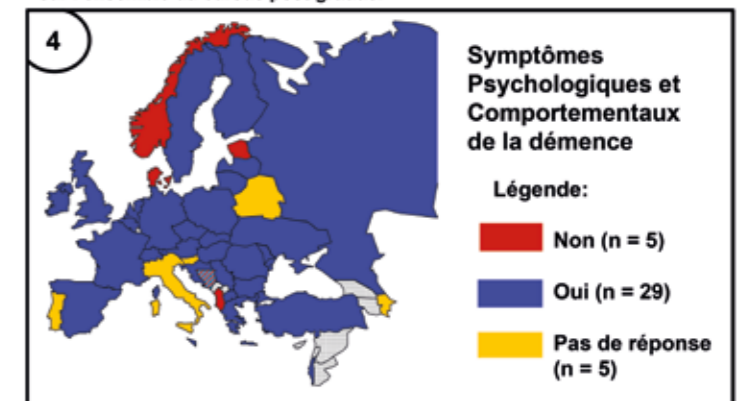 4
Symptômes
Psychologiques et
Comportementaux
de la démence
Légende:
Non (n = 5)
Oui (n = 29)
Pas de réponse
(n = 5)